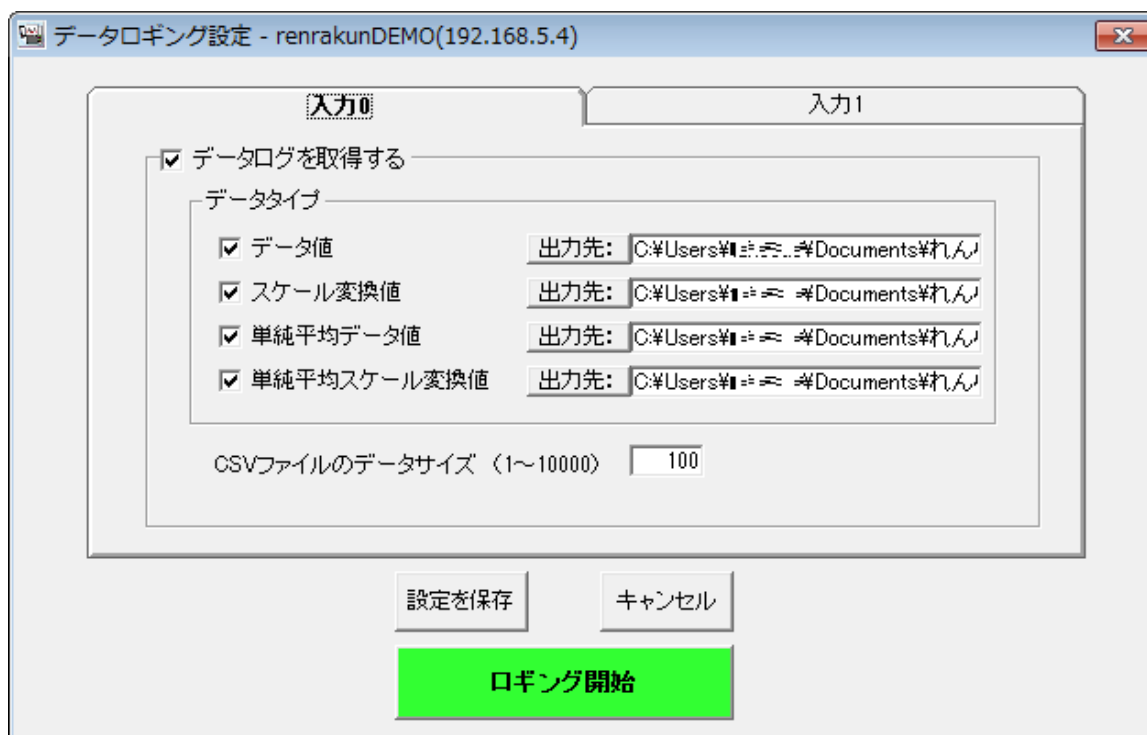 データロギング設定 - renrakunDEMO(192.168.5.4)
入力0 入力1
データログを取得する
データタイプ
データ値 出力先: C:¥Users¥ ¥Documents¥れん
スケール変換値 出力先: C:¥Users¥ ¥Documents¥れん
単純平均データ値 出力先: C:¥Users¥ ¥Documents¥れん
単純平均スケール変換値 出力先: C:¥Users¥ ¥Documents¥れん
CSVファイルのデータサイズ (1～10000) 100
設定を保存 キャンセル
ロギング開始